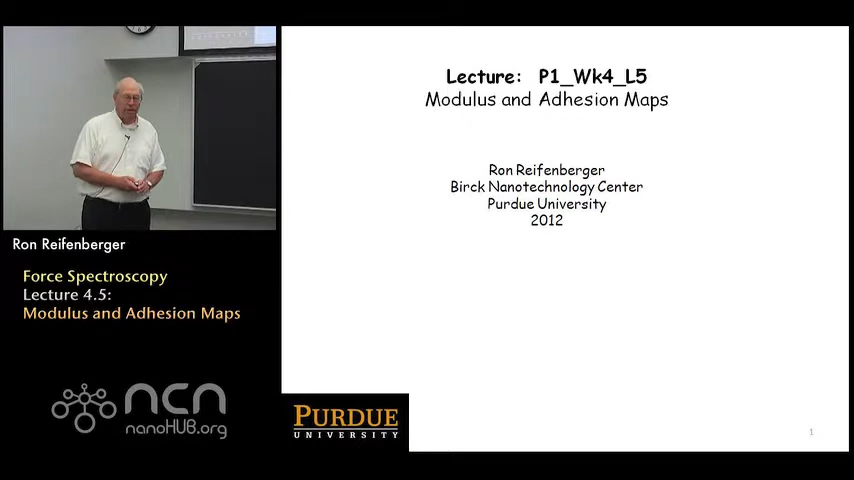 Lecture: P1_Wk4_L5
Modulus and Adhesion Maps
Ron Reifenberger
Birck Nanotechnology Center
Purdue University
2012
Ron Reifenberger
Force Spectroscopy
Lecture 4.5:
Modulus and Adhesion Maps
ncn
nanoHUB.org
PURDUE
UNIVERSITY
1